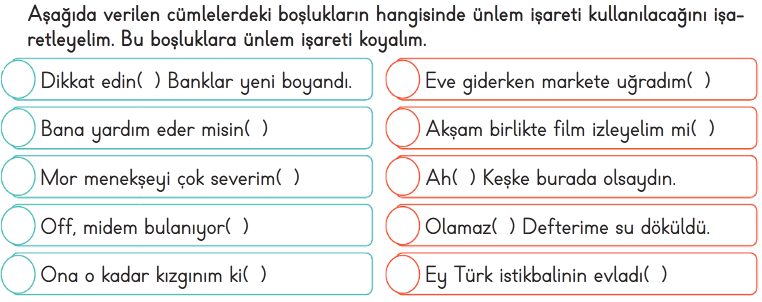 Aşağıda verilen cümlelerdeki boşlukların hangisinde ünlem işareti kullanılacağını işa-
retleyelim. Bu boşluklara ünlem işareti koyalım.
Dikkat edin( ) Banklar yeni boyandı.
Bana yardım eder misin( )
Mor menekşeyi çok severim( )
Off, midem bulanıyor( )
Ona o kadar kızgınım ki( )
Eve giderken markete uğradım( )
Akşam birlikte film izleyelim mi( )
Ah( ) Keşke burada olsaydın.
Olamaz( ) Defterime su döküldü.
Ey Türk istikbalinin evladı( )